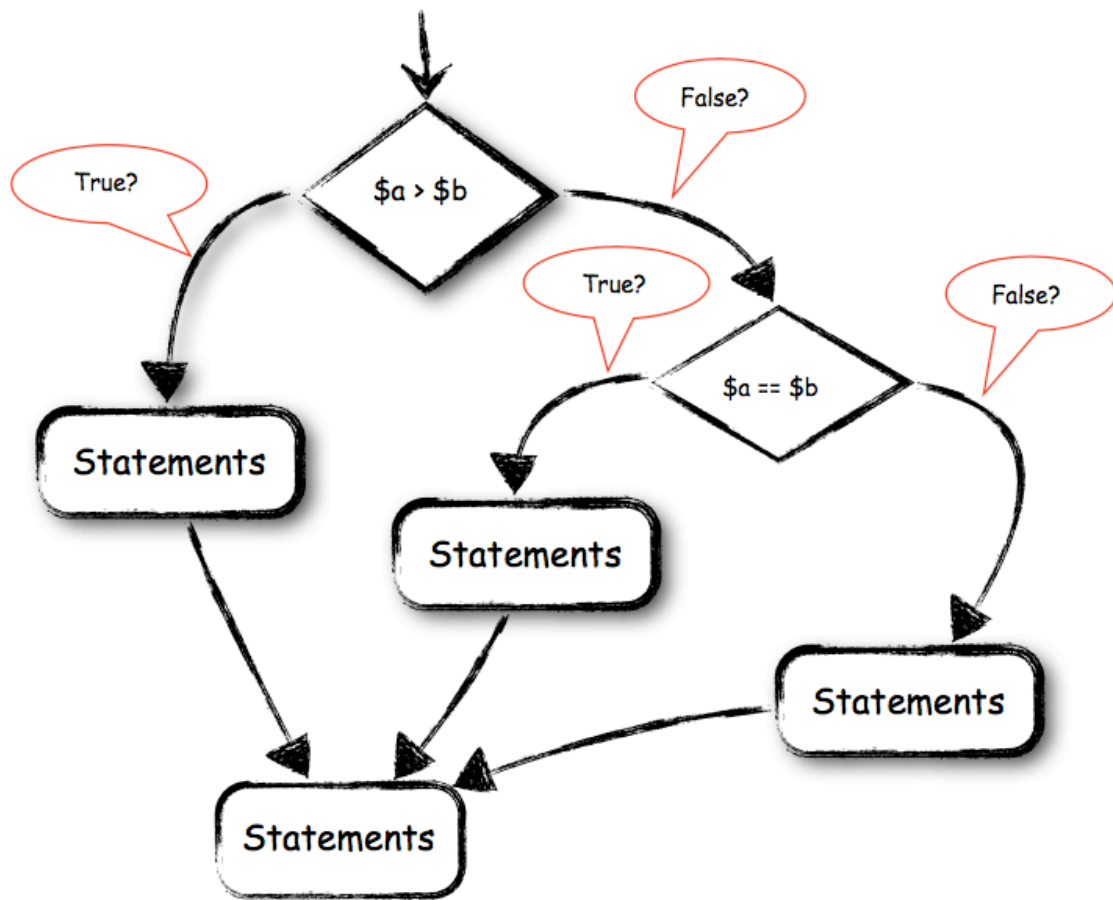 False?
True?
$a > $b
True?
False?
$a == $b
Statements
Statements
Statements
Statements